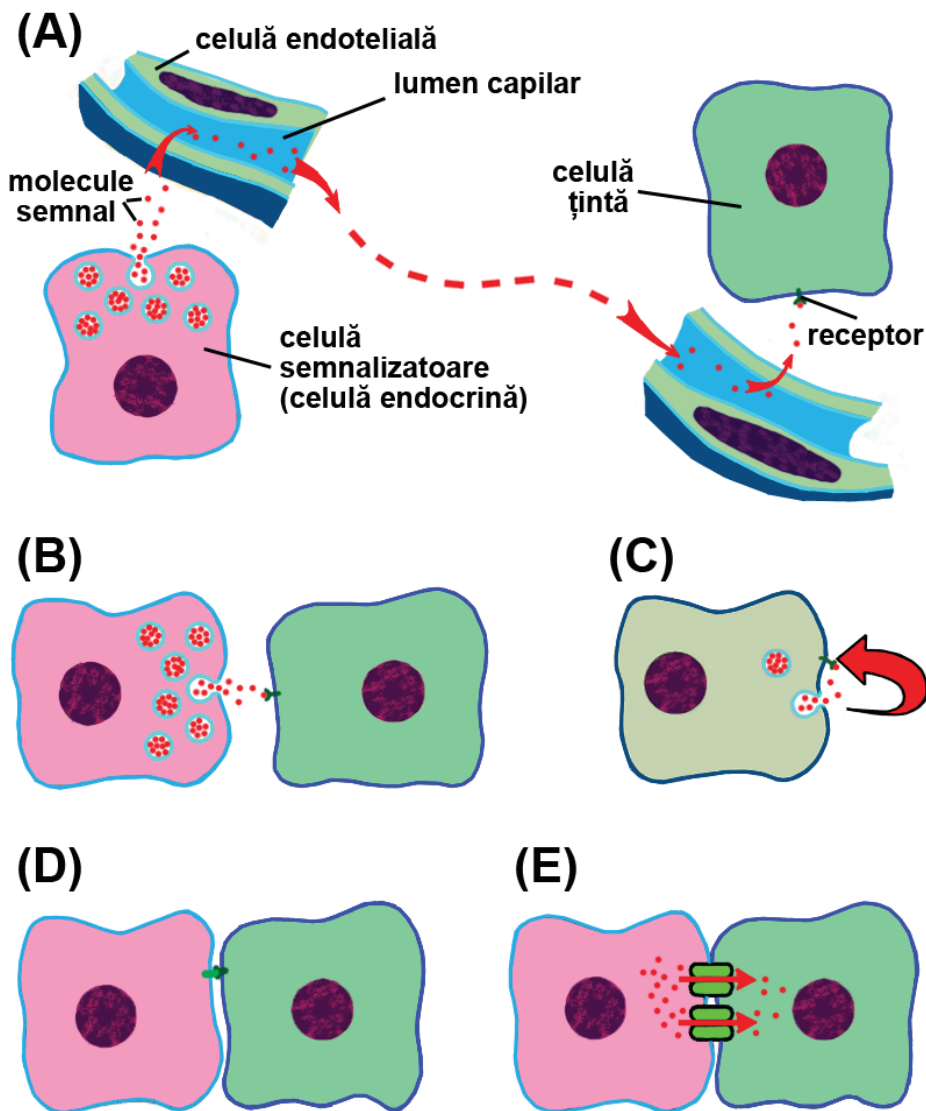 (A)
celulă endotelială
lumen capilar
molecule
semnal
celulă
țintă
receptor
celulă
semnalizatoare
(celulă endocrină)
(B)
(C)
(D)
(E)